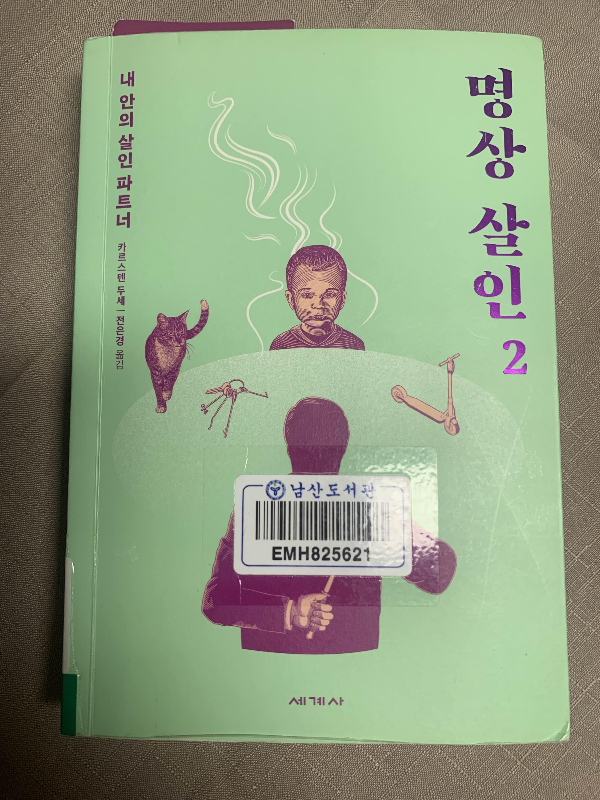 명상
살인
2
내 안의 살인 파트너
카르스텐 두세 | 전은경 옮김
남산도서관
EMH825621
세계사